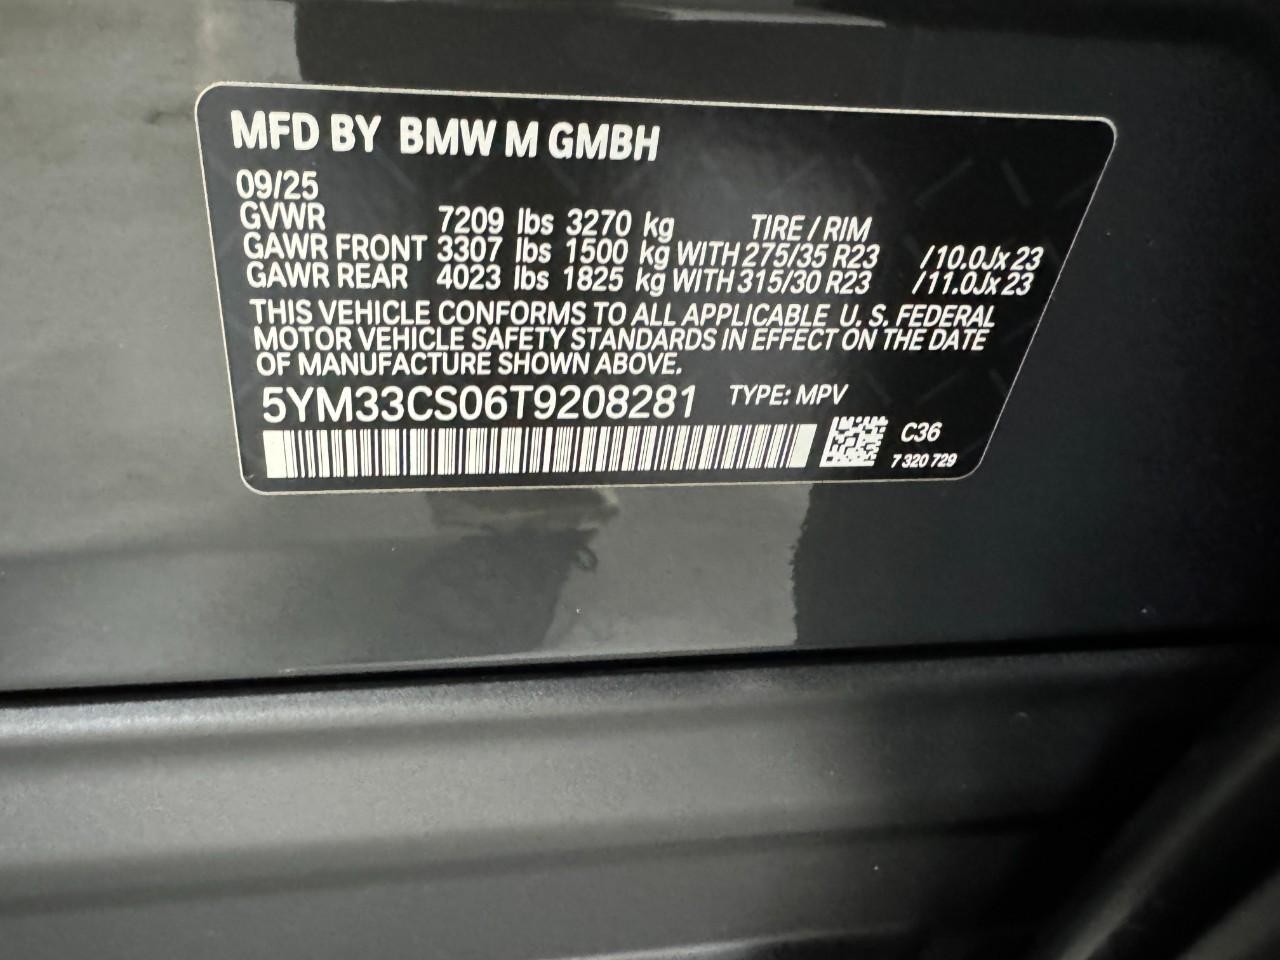 MFD BY BMW M GMBH
09/25
GVWR 7209 lbs 3270 kg TIRE / RIM
GAWR FRONT 3307 lbs 1500 kg WITH 275/35 R23 /10.0Jx23
GAWR REAR 4023 lbs 1825 kg WITH 315/30 R23 /11.0Jx23
THIS VEHICLE CONFORMS TO ALL APPLICABLE U. S. FEDERAL
MOTOR VEHICLE SAFETY STANDARDS IN EFFECT ON THE DATE
OF MANUFACTURE SHOWN ABOVE.
5YM33CS06T9208281 TYPE: MPV
C36
7 320 729